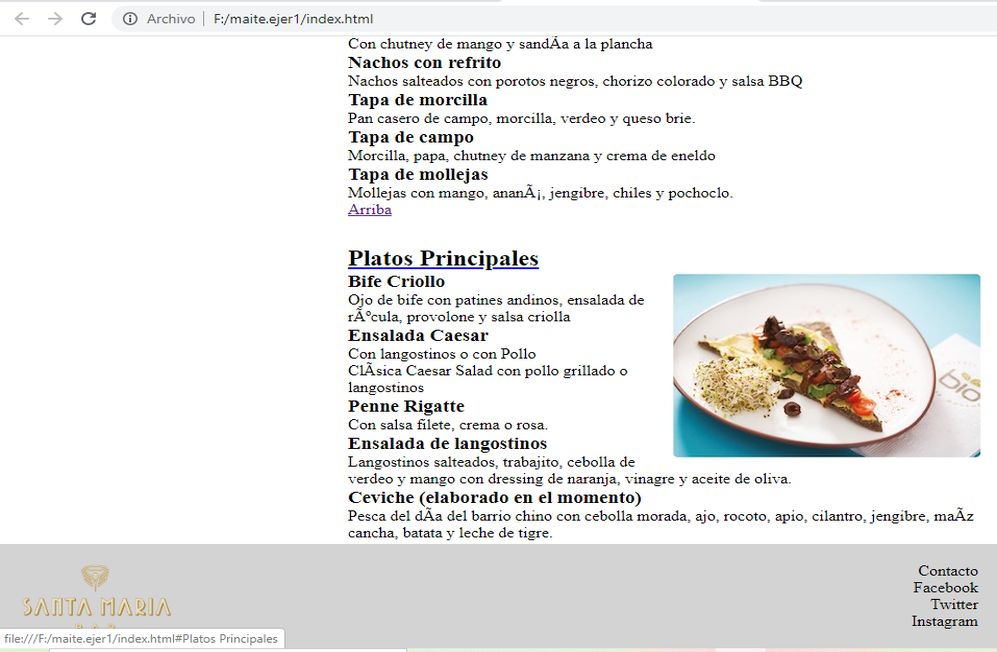 Archivo | F:/maite.ejer1/index.html
Con chutney de mango y sandÃ­a a la plancha
Nachos con refrito
Nachos salteados con porotos negros, chorizo colorado y salsa BBQ
Tapa de morcilla
Pan casero de campo, morcilla, verdeo y queso brie.
Tapa de campo
Morcilla, papa, chutney de manzana y crema de eneldo
Tapa de mollejas
Mollejas con mango, ananÃ¡, jengibre, chiles y pochoclo.
Arriba
Platos Principales
Bife Criollo
Ojo de bife con patines andinos, ensalada de
rÃºcula, provolone y salsa criolla
Ensalada Caesar
Con langostinos o con Pollo
ClÃsica Caesar Salad con pollo grillado o
langostinos
Penne Rigatte
Con salsa filete, crema o rosa.
Ensalada de langostinos
Langostinos salteados, trabajito, cebolla de
verdeo y mango con dressing de naranja, vinagre y aceite de oliva.
Ceviche (elaborado en el momento)
Pesca del dÃ­a del barrio chino con cebolla morada, ajo, rocoto, apio, cilantro, jengibre, maÃ­z
cancha, batata y leche de tigre.
bio
SANTA MARIA
Contacto
Facebook
Twitter
Instagram
file:///F:/maite.ejer1/index.html#Platos Principales